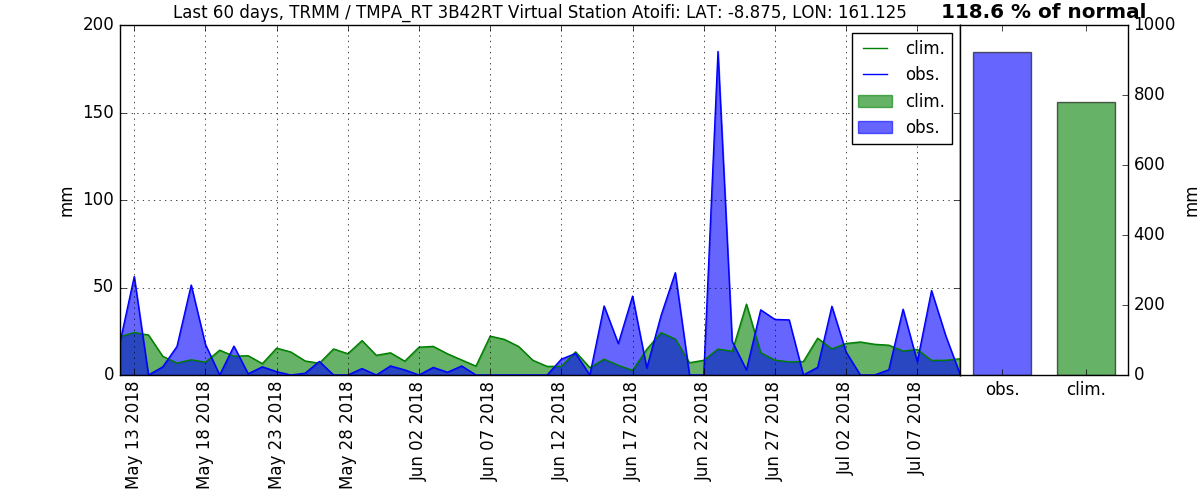 Last 60 days, TRMM / TMPA_RT 3B42RT Virtual Station Atoifi: LAT: -8.875, LON: 161.125
118.6 % of normal
200
150
100
50
0
mm
clim.
obs.
clim.
obs.
1000
800
600
400
200
0
mm
May 13 2018
May 18 2018
May 23 2018
May 28 2018
Jun 02 2018
Jun 07 2018
Jun 12 2018
Jun 17 2018
Jun 22 2018
Jun 27 2018
Jul 02 2018
Jul 07 2018
obs.
clim.